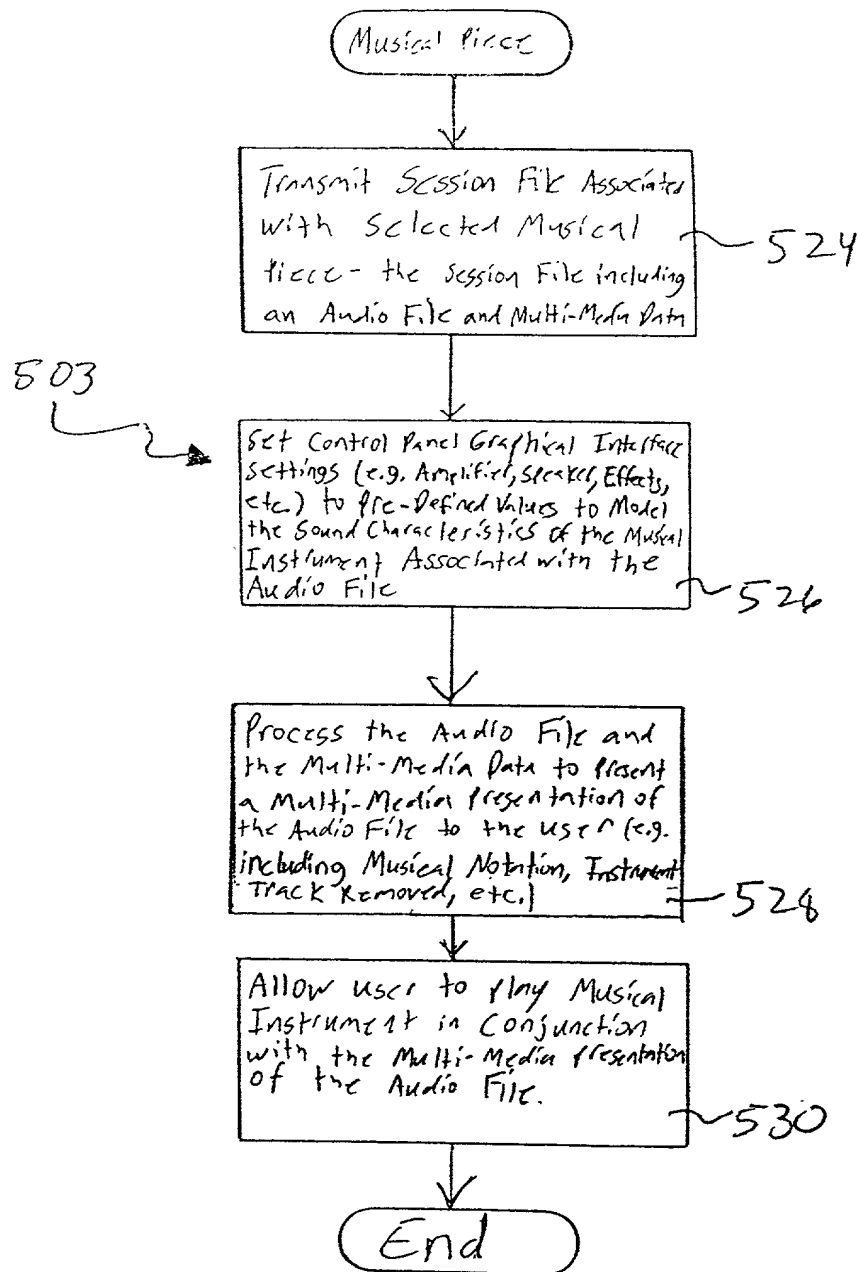 Musical Piece
Transmit Session File Associated
with Selected Musical
Piece - the Session File including
an Audio File and Multi-Media Data
524
503
Set Control Panel Graphical Interface
Settings (e.g. Amplifier, Speaker, Effects,
etc.) to Pre-Defined Values to Model
the Sound Characteristics of the Musical
Instrument Associated with the
Audio File
526
Process the Audio File and
the Multi-Media Data to Present
a Multi-Media Presentation of
the Audio File to the user (e.g.
including Musical Notation, Instrument
Track Removed, etc.)
528
Allow user to Play Musical
Instrument in Conjunction
with the Multi-Media Presentation
of the Audio File.
530
End